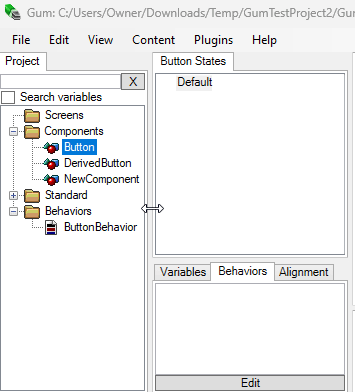 Gum: C:/Users/Owner/Downloads/Temp/GumTestProject2/Gu
File Edit View Content Plugins Help
Project
X
Search variables
Screens
Components
Button
DerivedButton
NewComponent
Standard
Behaviors
ButtonBehavior
Button States
Default
Variables Behaviors Alignment
Edit